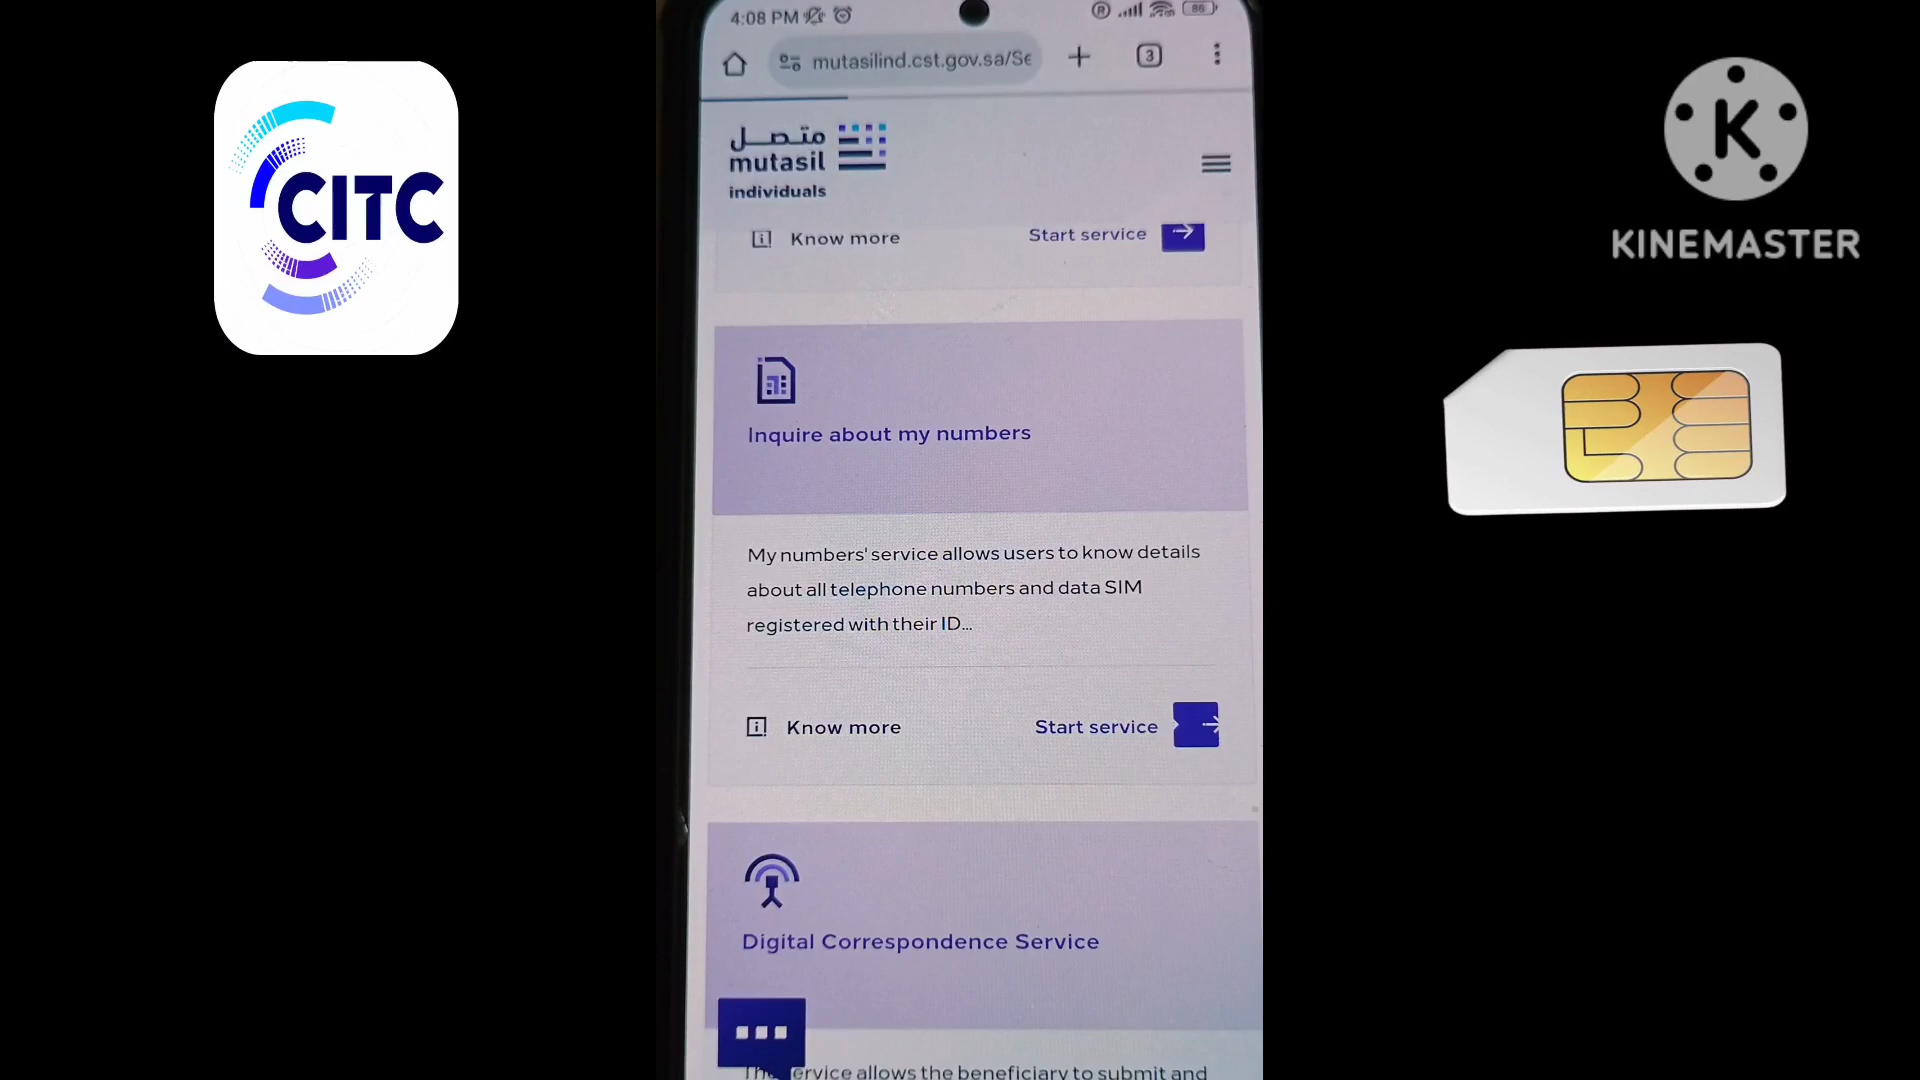 4:08 PM
86
mutasilind.cst.gov.sa/Se
3
CITC
KINEMASTER
متصل
mutasil
individuals
Know more
Start service
Inquire about my numbers
My numbers' service allows users to know details
about all telephone numbers and data SIM
registered with their ID...
Know more
Start service
Digital Correspondence Service
service allows the beneficiary to submit and